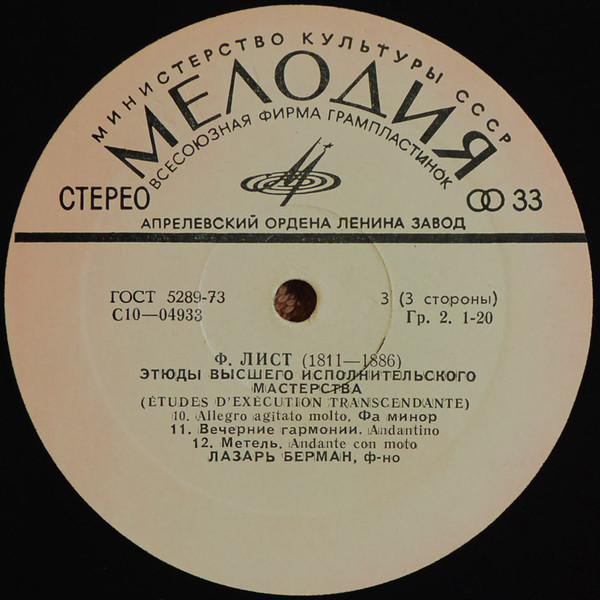 МИНИСТЕРСТВО КУЛЬТУРЫ СССР
МЕЛОДИЯ
ВСЕСОЮЗНАЯ ФИРМА ГРАМПЛАСТИНОК
СТЕРЕО
33
АПРЕЛЕВСКИЙ ОРДЕНА ЛЕНИНА ЗАВОД
ГОСТ 5289-73
3 (3 стороны)
С10—04933
Гр. 2. 1-20
Ф. ЛИСТ (1811—1886)
ЭТЮДЫ ВЫСШЕГО ИСПОЛНИТЕЛЬСКОГО
МАСТЕРСТВА
(ÉTUDES D'EXÉCUTION TRANSCENDANTE)
10. Allegro agitato molto. Фа минор
11. Вечерние гармонии. Andantino
12. Метель. Andante con moto
ЛАЗАРЬ БЕРМАН, ф-но